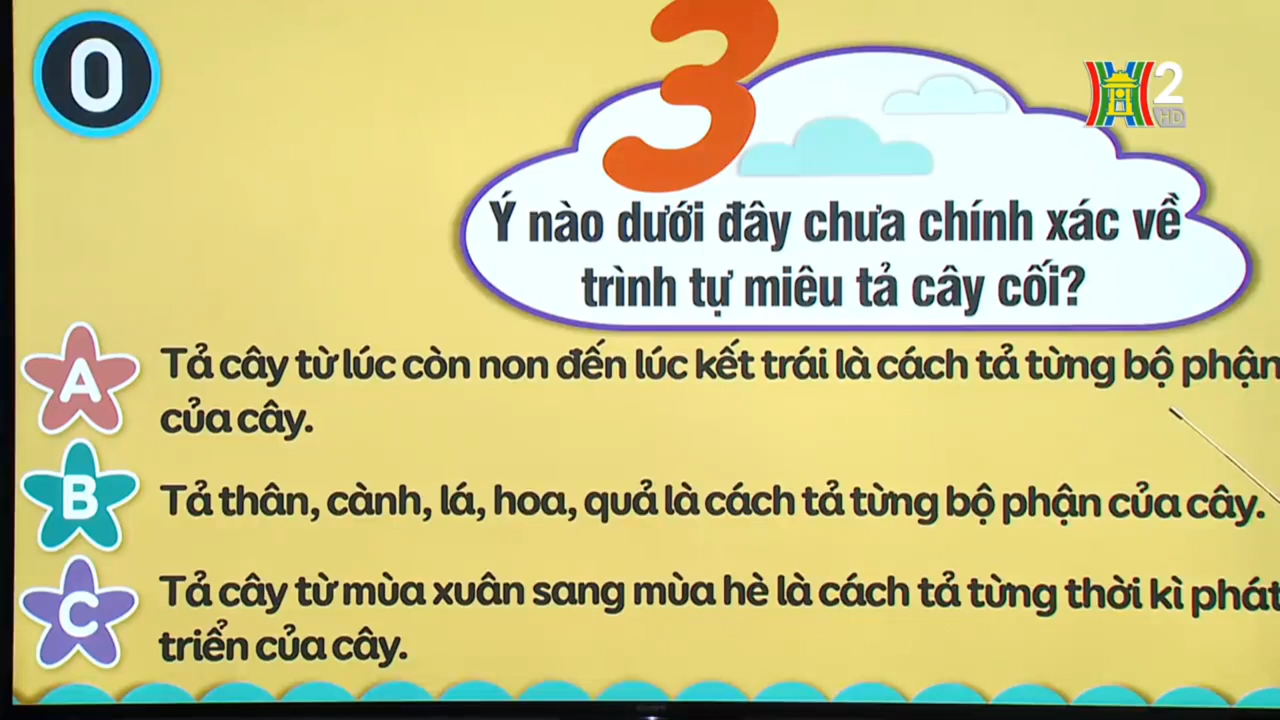 0
3
2
HD
Ý nào dưới đây chưa chính xác về
trình tự miêu tả cây cối?
A
Tả cây từ lúc còn non đến lúc kết trái là cách tả từng bộ phận
của cây.
B
Tả thân, cành, lá, hoa, quả là cách tả từng bộ phận của cây.
C
Tả cây từ mùa xuân sang mùa hè là cách tả từng thời kì phát
triển của cây.